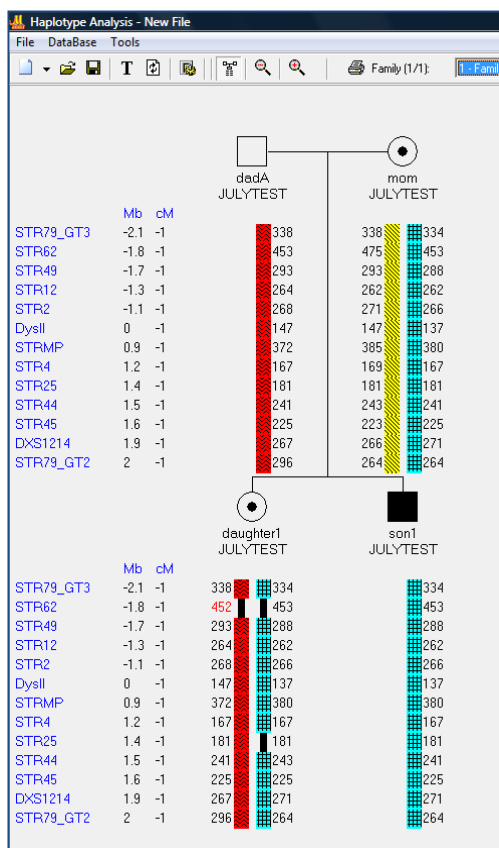 Haplotype Analysis - New File
File DataBase Tools
T Family (1/1): 1 - Famil
dadA mom
JULYTEST JULYTEST
Mb cM
STR79_GT3 -2.1 -1 338 338 334
STR62 -1.8 -1 453 475 453
STR49 -1.7 -1 293 293 288
STR12 -1.3 -1 264 262 262
STR2 -1.1 -1 268 271 266
DysII 0 -1 147 147 137
STRMP 0.9 -1 372 385 380
STR4 1.2 -1 167 169 167
STR25 1.4 -1 181 181 181
STR44 1.5 -1 241 243 241
STR45 1.6 -1 225 223 225
DXS1214 1.9 -1 267 266 271
STR79_GT2 2 -1 296 264 264
daughter1 son1
JULYTEST JULYTEST
Mb cM
STR79_GT3 -2.1 -1 338 334 334
STR62 -1.8 -1 452 453 453
STR49 -1.7 -1 293 288 288
STR12 -1.3 -1 264 262 262
STR2 -1.1 -1 268 266 266
DysII 0 -1 147 137 137
STRMP 0.9 -1 372 380 380
STR4 1.2 -1 167 167 167
STR25 1.4 -1 181 181 181
STR44 1.5 -1 241 243 241
STR45 1.6 -1 225 225 225
DXS1214 1.9 -1 267 271 271
STR79_GT2 2 -1 296 264 264